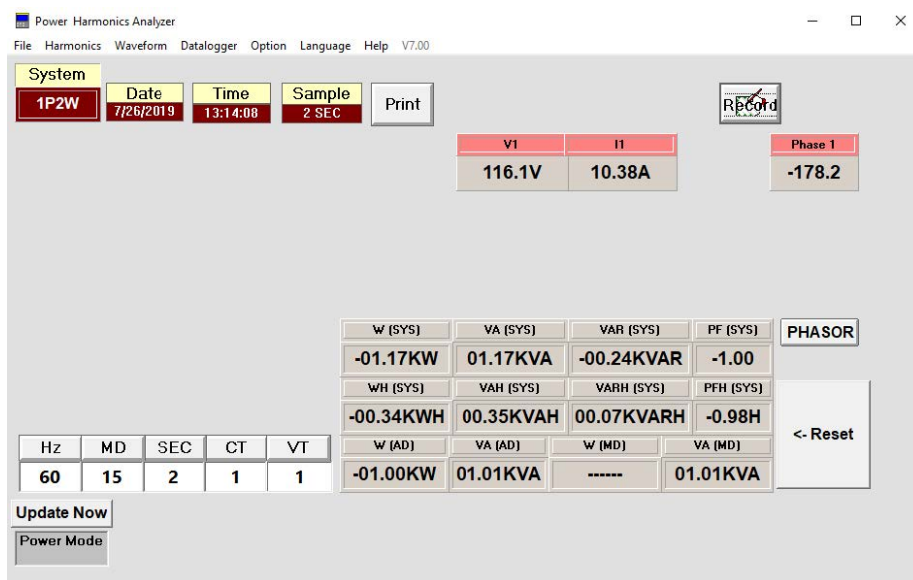 Power Harmonics Analyzer
File Harmonics Waveform Datalogger Option Language Help V7.00
System
1P2W
Date
7/26/2019
Time
13:14:08
Sample
2 SEC
Print
Record
V1 I1 Phase 1
116.1V 10.38A -178.2
W (SYS) VA (SYS) VAR (SYS) PF (SYS) PHASOR
-01.17KW 01.17KVA -00.24KVAR -1.00
WH (SYS) VAH (SYS) VARH (SYS) PFH (SYS)
-00.34KWH 00.35KVAH 00.07KVARH -0.98H
<- Reset
Hz MD SEC CT VT W (AD) VA (AD) W (MD) VA (MD)
60 15 2 1 1 -01.00KW 01.01KVA ------ 01.01KVA
Update Now
Power Mode